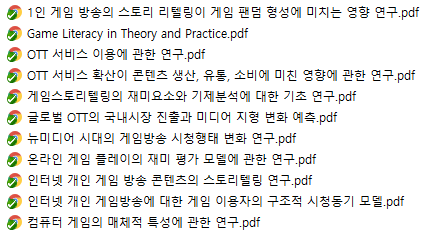 1인 게임 방송의 스토리 리텔링이 게임 팬덤 형성에 미치는 영향 연구.pdf
Game Literacy in Theory and Practice.pdf
OTT 서비스 이용에 관한 연구.pdf
OTT 서비스 확산이 콘텐츠 생산, 유통, 소비에 미친 영향에 관한 연구.pdf
게임스토리텔링의 재미요소와 기제분석에 대한 기초 연구.pdf
글로벌 OTT의 국내시장 진출과 미디어 지형 변화 예측.pdf
뉴미디어 시대의 게임방송 시청행태 변화 연구.pdf
온라인 게임 플레이의 재미 평가 모델에 관한 연구.pdf
인터넷 개인 게임 방송 콘텐츠의 스토리텔링 연구.pdf
인터넷 개인 게임방송에 대한 게임 이용자의 구조적 시청동기 모델.pdf
컴퓨터 게임의 매체적 특성에 관한 연구.pdf